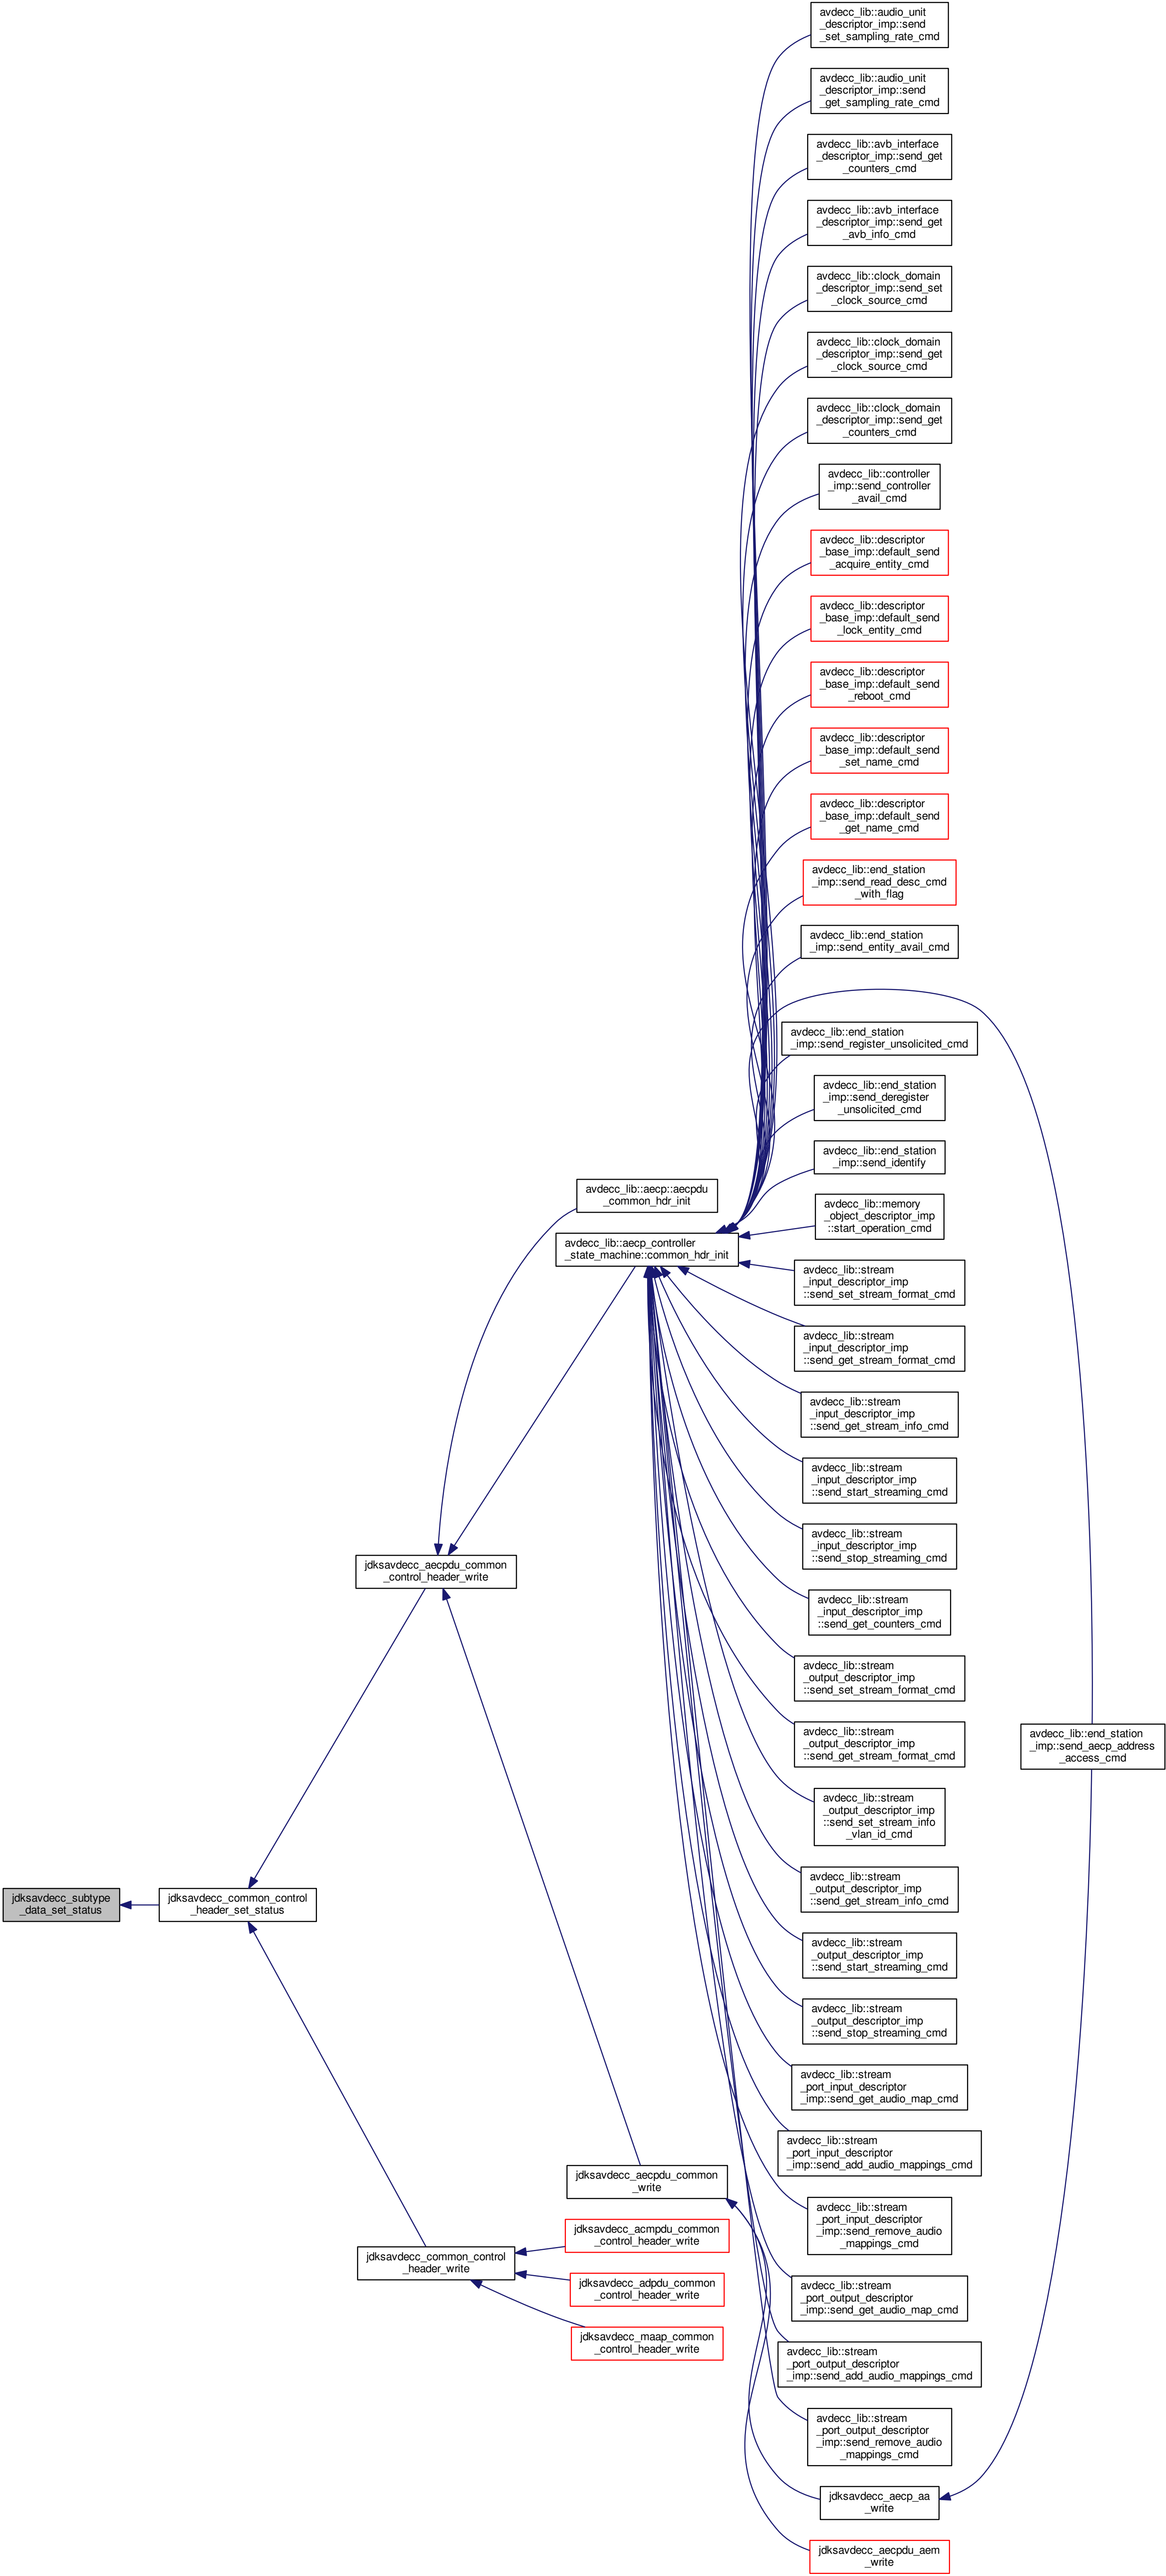 avdecc_lib::audio_unit
_descriptor_imp::send
_set_sampling_rate_cmd
avdecc_lib::audio_unit
_descriptor_imp::send
_get_sampling_rate_cmd
avdecc_lib::avb_interface
_descriptor_imp::send_get
_counters_cmd
avdecc_lib::avb_interface
_descriptor_imp::send_get
_avb_info_cmd
avdecc_lib::clock_domain
_descriptor_imp::send_set
_clock_source_cmd
avdecc_lib::clock_domain
_descriptor_imp::send_get
_clock_source_cmd
avdecc_lib::clock_domain
_descriptor_imp::send_get
_counters_cmd
avdecc_lib::controller
_imp::send_controller
_avail_cmd
avdecc_lib::descriptor
_base_imp::default_send
_acquire_entity_cmd
avdecc_lib::descriptor
_base_imp::default_send
_lock_entity_cmd
avdecc_lib::descriptor
_base_imp::default_send
_reboot_cmd
avdecc_lib::descriptor
_base_imp::default_send
_set_name_cmd
avdecc_lib::descriptor
_base_imp::default_send
_get_name_cmd
avdecc_lib::end_station
_imp::send_read_desc_cmd
_with_flag
avdecc_lib::end_station
_imp::send_entity_avail_cmd
avdecc_lib::end_station
_imp::send_register_unsolicited_cmd
avdecc_lib::end_station
_imp::send_deregister
_unsolicited_cmd
avdecc_lib::end_station
_imp::send_identify
avdecc_lib::aecp::aecpdu
_common_hdr_init
avdecc_lib::memory
_object_descriptor_imp
::start_operation_cmd
avdecc_lib::aecp_controller
_state_machine::common_hdr_init
avdecc_lib::stream
_input_descriptor_imp
::send_set_stream_format_cmd
avdecc_lib::stream
_input_descriptor_imp
::send_get_stream_format_cmd
avdecc_lib::stream
_input_descriptor_imp
::send_get_stream_info_cmd
avdecc_lib::stream
_input_descriptor_imp
::send_start_streaming_cmd
avdecc_lib::stream
_input_descriptor_imp
::send_stop_streaming_cmd
jdksavdecc_aecpdu_common
_control_header_write
avdecc_lib::stream
_input_descriptor_imp
::send_get_counters_cmd
avdecc_lib::stream
_output_descriptor_imp
::send_set_stream_format_cmd
avdecc_lib::stream
_output_descriptor_imp
::send_get_stream_format_cmd
avdecc_lib::end_station
_imp::send_aecp_address
_access_cmd
avdecc_lib::stream
_output_descriptor_imp
::send_set_stream_info
_vlan_id_cmd
jdksavdecc_subtype
_data_set_status
jdksavdecc_common_control
_header_set_status
avdecc_lib::stream
_output_descriptor_imp
::send_get_stream_info_cmd
avdecc_lib::stream
_output_descriptor_imp
::send_start_streaming_cmd
avdecc_lib::stream
_output_descriptor_imp
::send_stop_streaming_cmd
avdecc_lib::stream
_port_input_descriptor
_imp::send_get_audio_map_cmd
avdecc_lib::stream
_port_input_descriptor
_imp::send_add_audio_mappings_cmd
jdksavdecc_aecpdu_common
_write
avdecc_lib::stream
_port_input_descriptor
_imp::send_remove_audio
_mappings_cmd
jdksavdecc_acmpdu_common
_control_header_write
jdksavdecc_common_control
_header_write
jdksavdecc_adpdu_common
_control_header_write
avdecc_lib::stream
_port_output_descriptor
_imp::send_get_audio_map_cmd
jdksavdecc_maap_common
_control_header_write
avdecc_lib::stream
_port_output_descriptor
_imp::send_add_audio_mappings_cmd
avdecc_lib::stream
_port_output_descriptor
_imp::send_remove_audio
_mappings_cmd
jdksavdecc_aecp_aa
_write
jdksavdecc_aecpdu_aem
_write